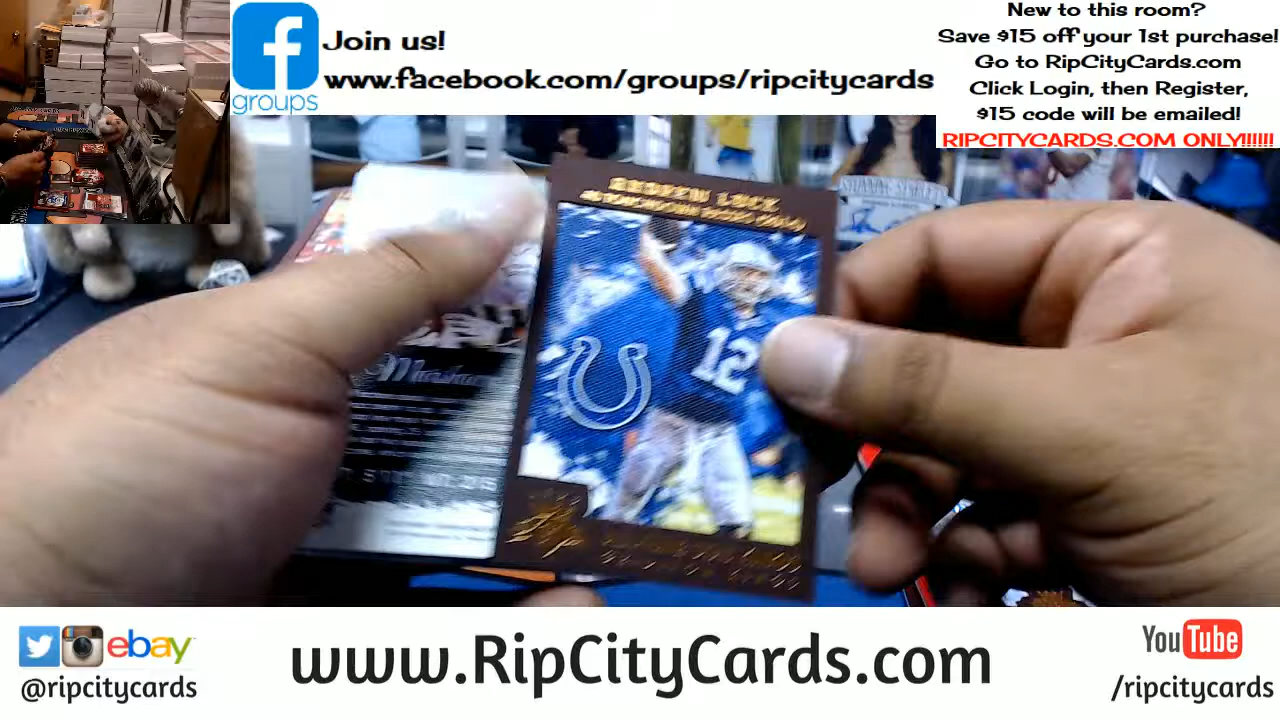 Join us!
www.facebook.com/groups/ripcitycards
groups
New to this room?
Save $15 off your 1st purchase!
Go to RipCityCards.com
Click Login, then Register,
$15 code will be emailed!
RIPCITYCARDS.COM ONLY!!!!!!
ANDREW LUCK
12
ebay
@ripcitycards
www.RipCityCards.com
YouTube
/ripcitycards